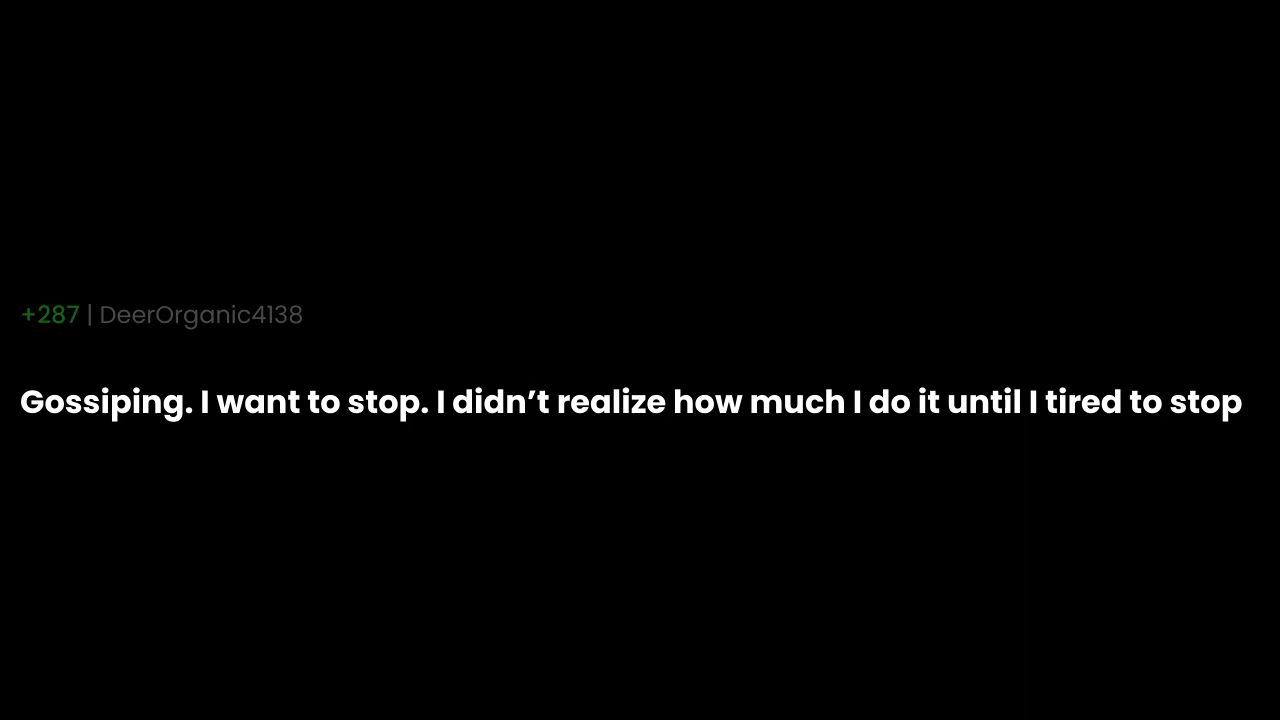 +287 | DeerOrganic4138
Gossiping. I want to stop. I didn’t realize how much I do it until I tired to stop